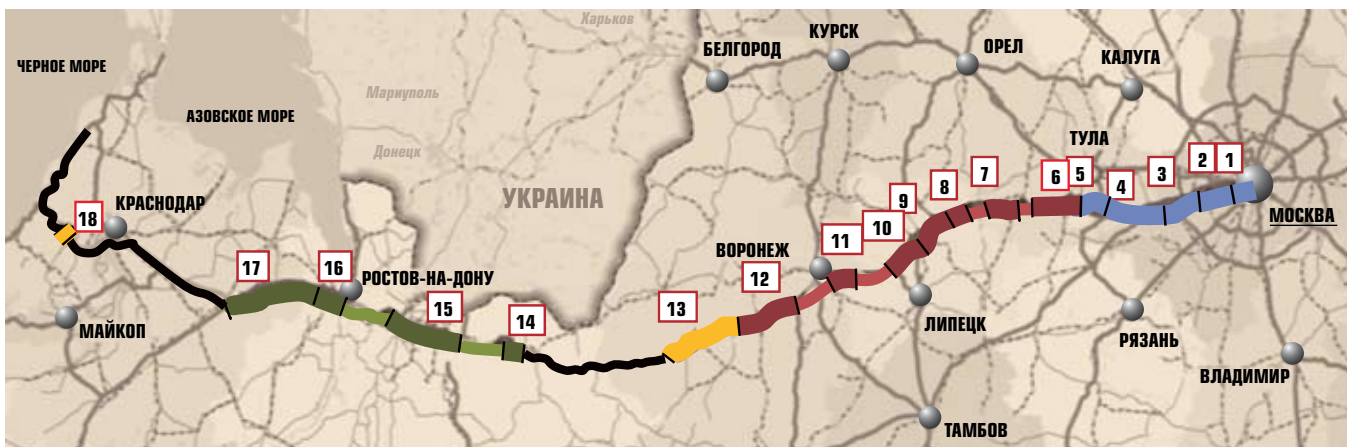 Харьков
БЕЛГОРОД
КУРСК
ОРЕЛ
КАЛУГА
ЧЕРНОЕ МОРЕ
Мариуполь
АЗОВСКОЕ МОРЕ
Донецк
ТУЛА
УКРАИНА
1
2
3
4
5
6
7
8
9
10
11
12
13
14
15
16
17
18
МОСКВА
КРАСНОДАР
ВОРОНЕЖ
РОСТОВ-НА-ДОНУ
МАЙКОП
ЛИПЕЦК
РЯЗАНЬ
ВЛАДИМИР
ТАМБОВ